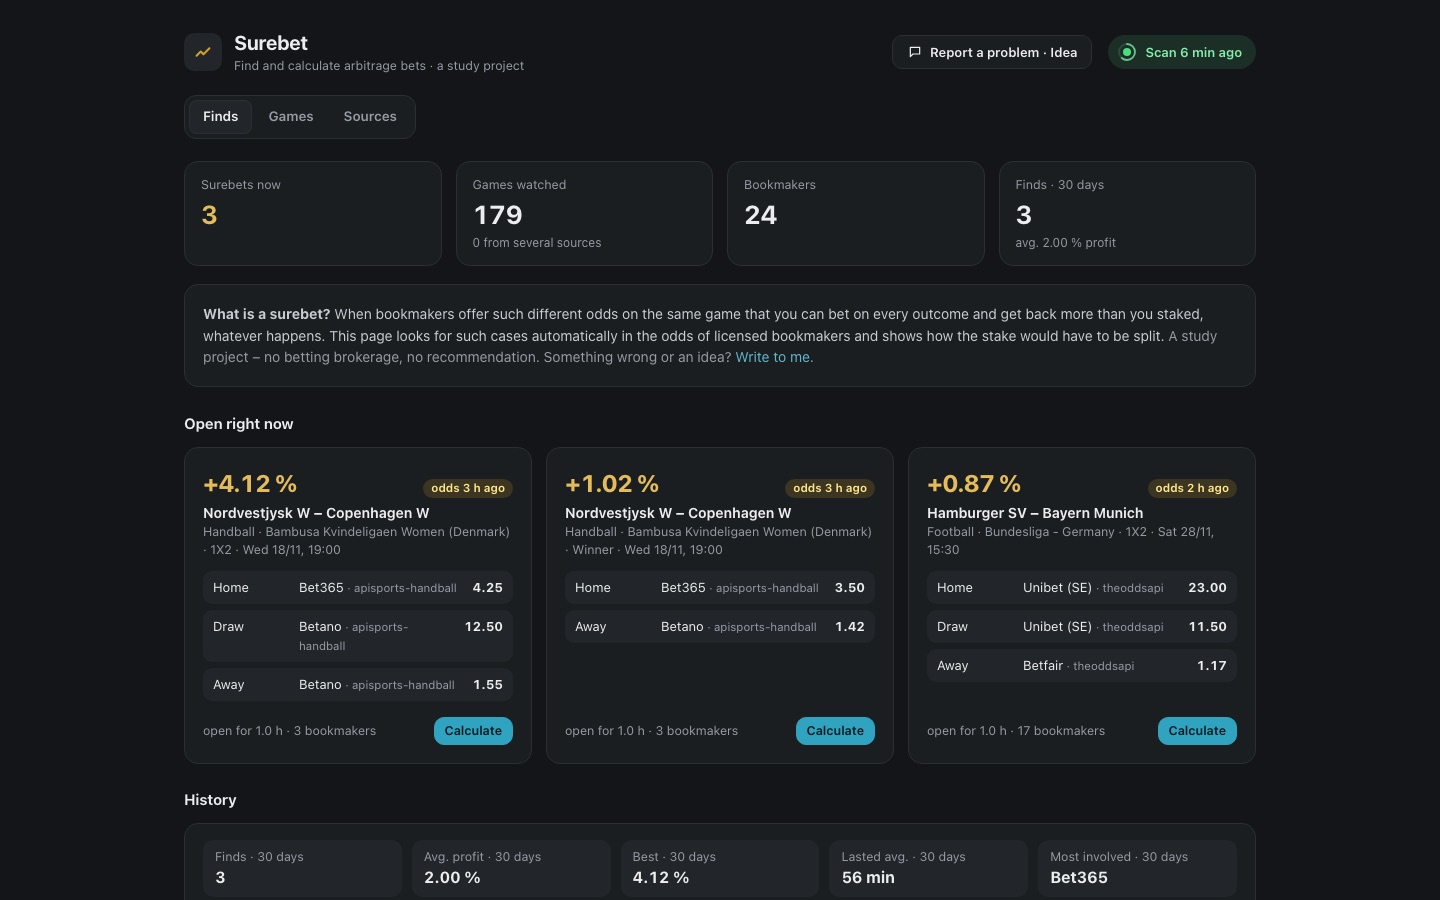 Surebet
Find and calculate arbitrage bets · a study project
Report a problem · Idea
Scan 6 min ago
Finds
Games
Sources
Surebets now
3
Games watched
179
0 from several sources
Bookmakers
24
Finds · 30 days
3
avg. 2.00 % profit
What is a surebet? When bookmakers offer such different odds on the same game that you can bet on every outcome and get back more than you staked,
whatever happens. This page looks for such cases automatically in the odds of licensed bookmakers and shows how the stake would have to be split. A study
project – no betting brokerage, no recommendation. Something wrong or an idea? Write to me.
Open right now
+4.12 %
odds 3 h ago
Nordvestjysk W – Copenhagen W
Handball · Bambusa Kvindeligaen Women (Denmark)
· 1X2 · Wed 18/11, 19:00
Home Bet365 · apisports-handball 4.25
Draw Betano · apisports- 12.50
handball
Away Betano · apisports-handball 1.55
open for 1.0 h · 3 bookmakers
Calculate
+1.02 %
odds 3 h ago
Nordvestjysk W – Copenhagen W
Handball · Bambusa Kvindeligaen Women (Denmark)
· Winner · Wed 18/11, 19:00
Home Bet365 · apisports-handball 3.50
Away Betano · apisports-handball 1.42
open for 1.0 h · 3 bookmakers
Calculate
+0.87 %
odds 2 h ago
Hamburger SV – Bayern Munich
Football · Bundesliga - Germany · 1X2 · Sat 28/11,
15:30
Home Unibet (SE) · theoddsapi 23.00
Draw Unibet (SE) · theoddsapi 11.50
Away Betfair · theoddsapi 1.17
open for 1.0 h · 17 bookmakers
Calculate
History
Finds · 30 days
3
Avg. profit · 30 days
2.00 %
Best · 30 days
4.12 %
Lasted avg. · 30 days
56 min
Most involved · 30 days
Bet365